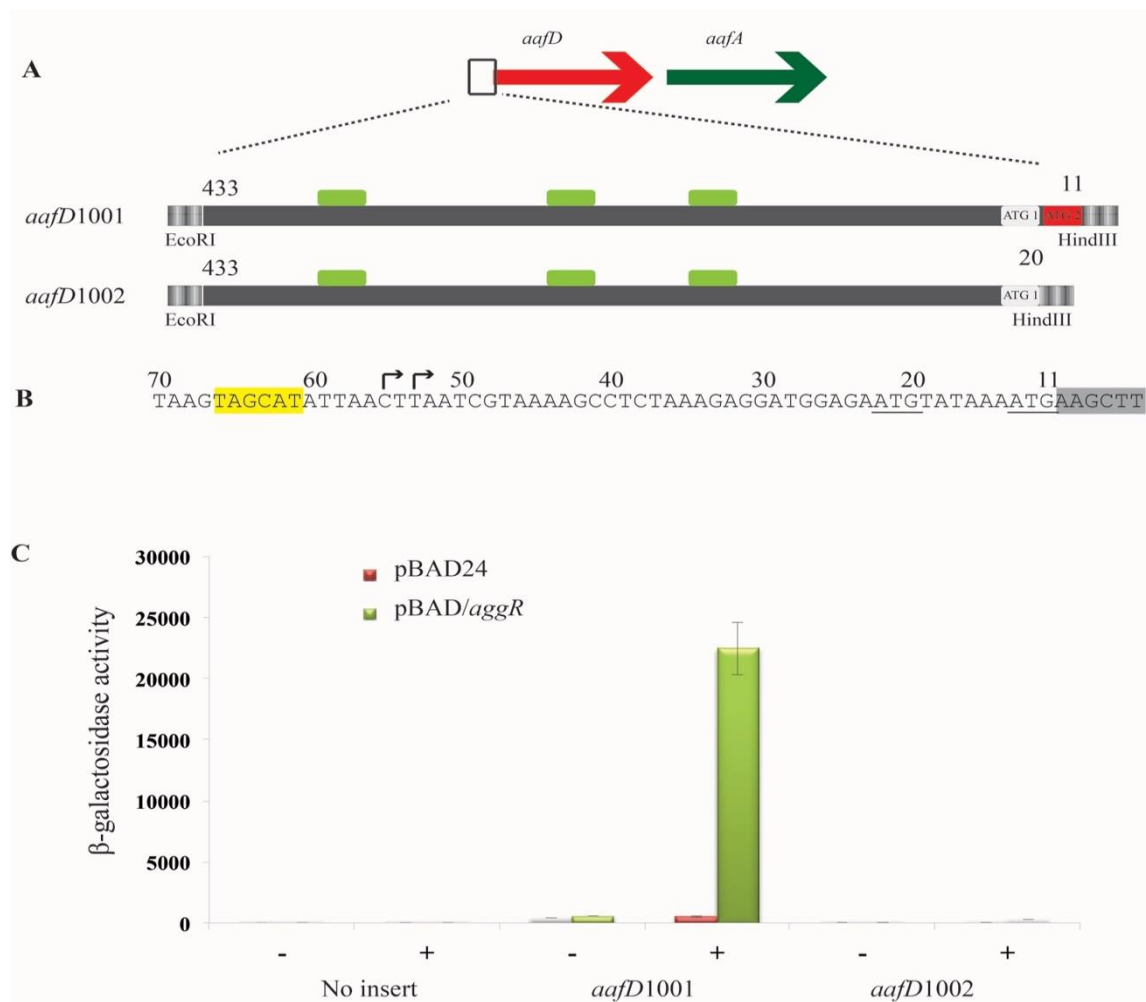 A
aafD
aafA
433
11
aafD1001
ATG 1
ATG 2
EcoRI
HindIII
433
20
aafD1002
ATG 1
EcoRI
HindIII
B
70 60 50 40 30 20 11
TAAGTAGCATATTAACTTAATCGTAAAAGCCTCTAAAGAGGATGGAGAATGTATAAAATGAAGCTT
C
β-galactosidase activity
30000
25000
20000
15000
10000
5000
0
pBAD24
pBAD/aggR
- + - + - +
No insert
aafD1001
aafD1002